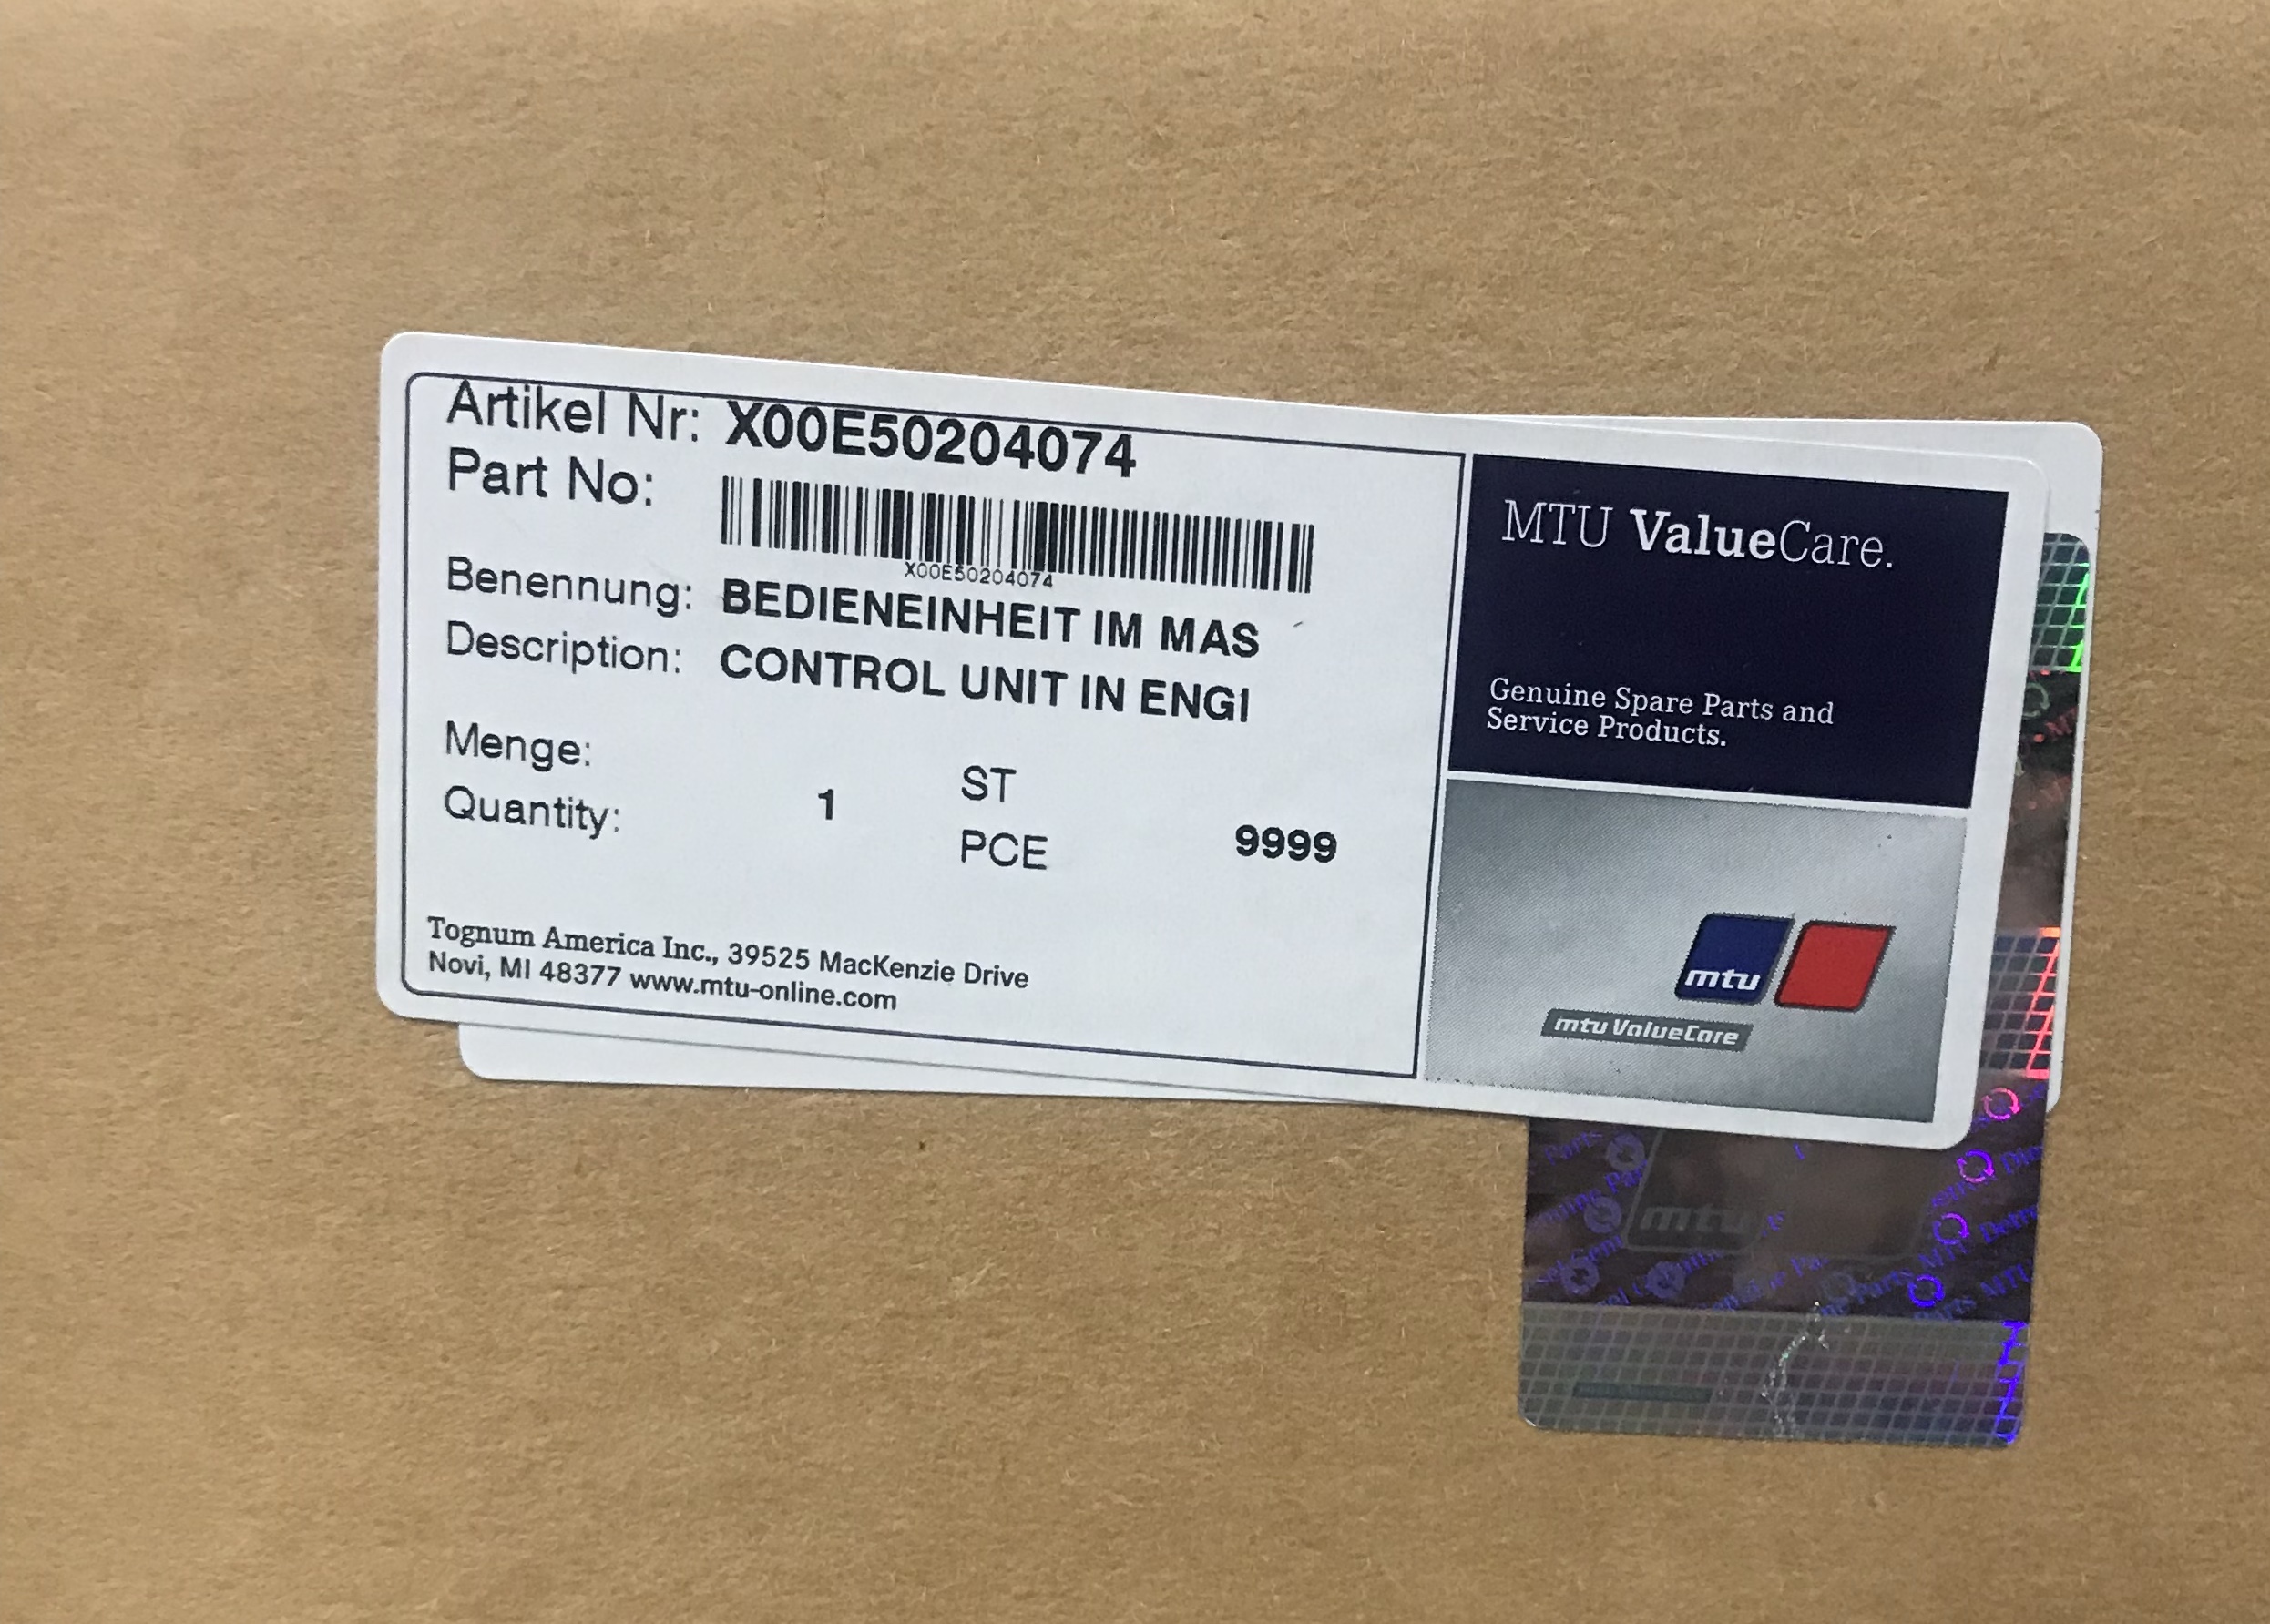 Artikel Nr: X00E50204074
Part No:
X00E50204074
Benennung: BEDIENEINHEIT IM MAS
Description: CONTROL UNIT IN ENGI
Menge:
Quantity: 1
ST
PCE
9999
Tognum America Inc., 39525 MacKenzie Drive
Novi, MI 48377 www.mtu-online.com
MTU ValueCare.
Genuine Spare Parts and
Service Products.
mtu
mtu ValueCare
mtu